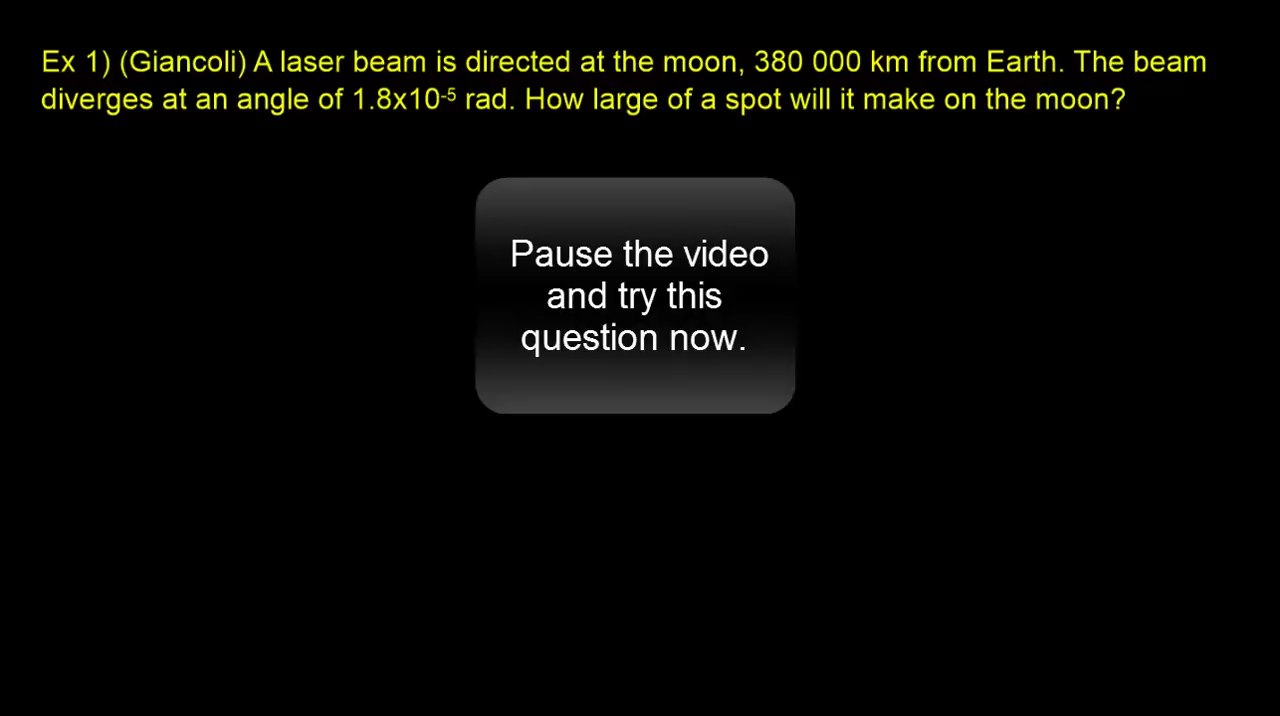 Ex 1) (Giancoli) A laser beam is directed at the moon, 380 000 km from Earth. The beam
diverges at an angle of 1.8x10⁻⁵ rad. How large of a spot will it make on the moon?
Pause the video
and try this
question now.